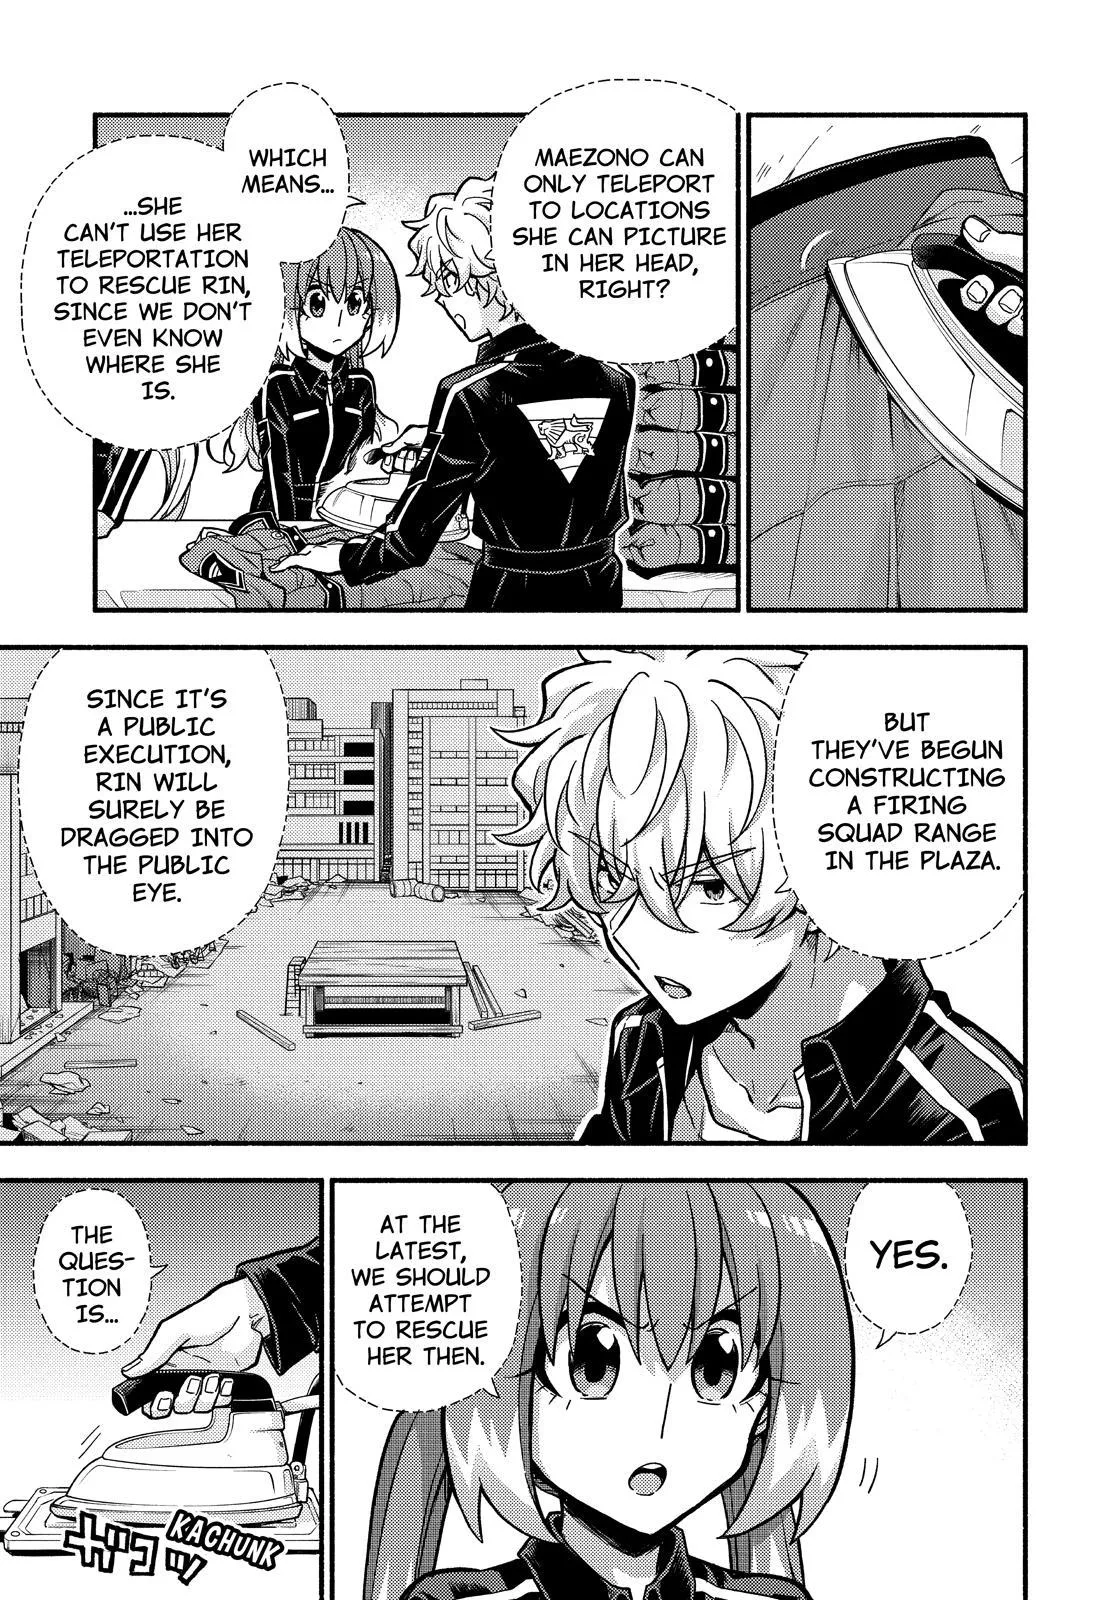 MAEZONO CAN
ONLY TELEPORT
TO LOCATIONS
SHE CAN PICTURE
IN HER HEAD,
RIGHT?
WHICH
MEANS...
...SHE
CAN'T USE HER
TELEPORTATION
TO RESCUE RIN,
SINCE WE DON'T
EVEN KNOW
WHERE SHE
IS.
BUT
THEY'VE BEGUN
CONSTRUCTING
A FIRING
SQUAD RANGE
IN THE PLAZA.
SINCE IT'S
A PUBLIC
EXECUTION,
RIN WILL
SURELY BE
DRAGGED INTO
THE PUBLIC
EYE.
YES.
AT THE
LATEST,
WE SHOULD
ATTEMPT
TO RESCUE
HER THEN.
THE
QUES-
TION
IS...
KACHUNK
ガコッ